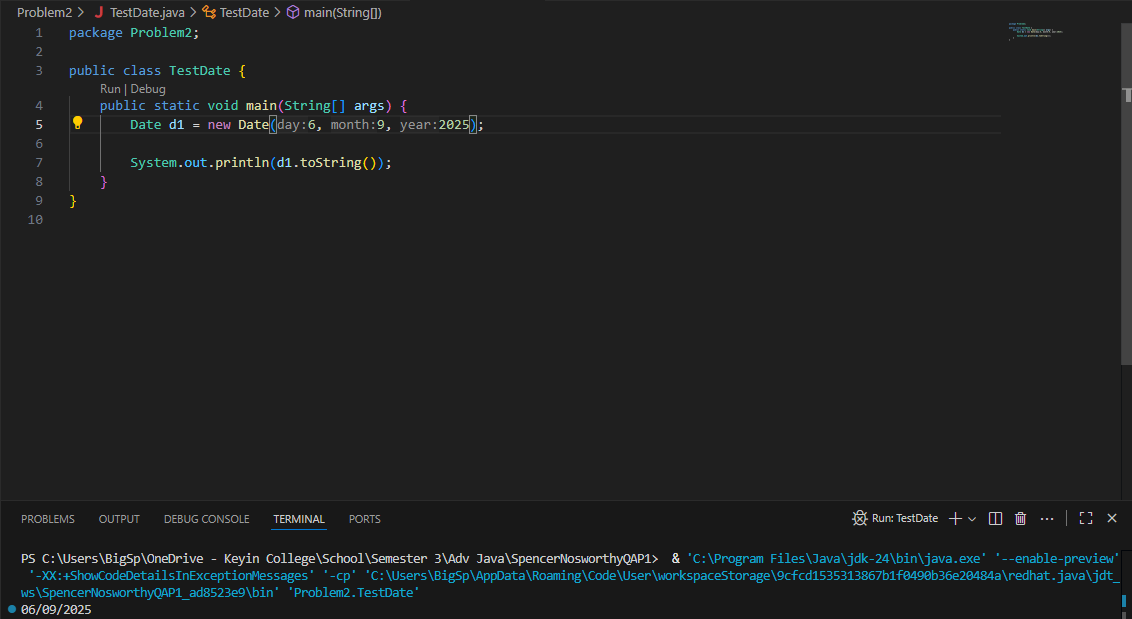 Problem2 > J TestDate.java > TestDate > main(String[])
1 package Problem2;
2
3 public class TestDate {
Run | Debug
4 public static void main(String[] args) {
5 Date d1 = new Date(day:6, month:9, year:2025);
6
7 System.out.println(d1.toString());
8 }
9 }
10
PROBLEMS OUTPUT DEBUG CONSOLE TERMINAL PORTS Run: TestDate
PS C:\Users\BigSp\OneDrive - Keyin College\School\Semester 3\Adv Java\SpencerNosworthyQAP1> & 'C:\Program Files\Java\jdk-24\bin\java.exe' '--enable-preview'
'-XX:+ShowCodeDetailsInExceptionMessages' '-cp' 'C:\Users\BigSp\AppData\Roaming\Code\User\workspaceStorage\9cfcd1535313867b1f0490b36e20484a\redhat.java\jdt_
ws\SpencerNosworthyQAP1_ad8523e9\bin' 'Problem2.TestDate'
06/09/2025